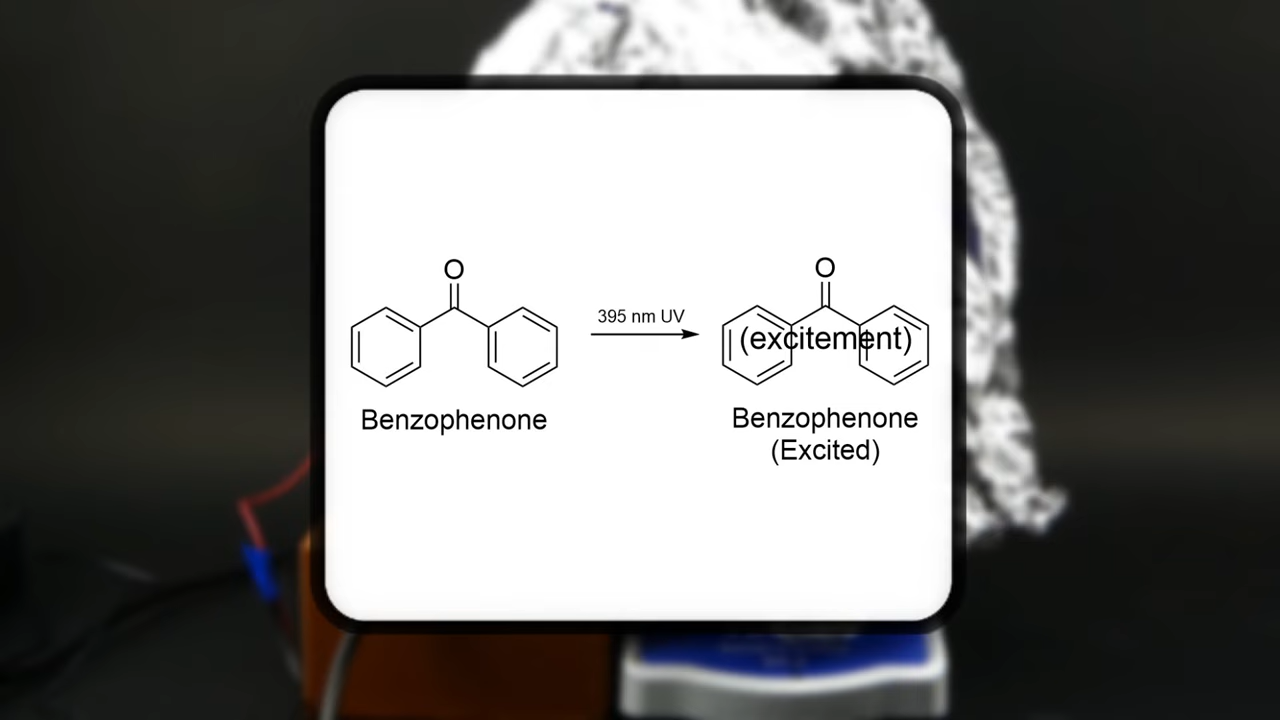 O
395 nm UV
Benzophenone
O
(excitement)
Benzophenone
(Excited)